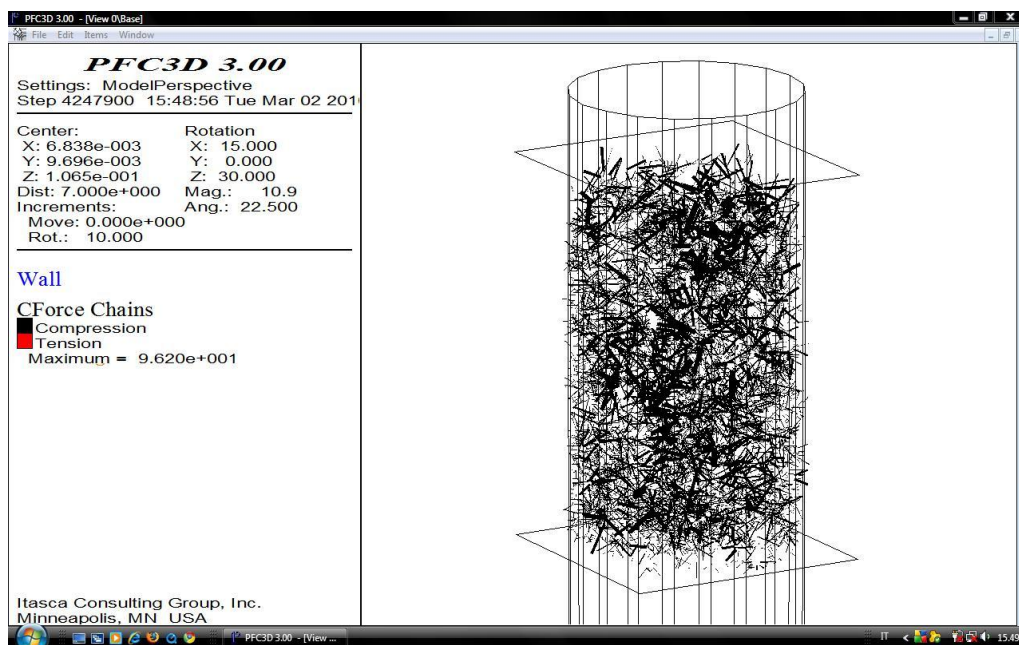 PFC3D 3.00 - [View 0\Base]
File Edit Items Window
PFC3D 3.00
Settings: ModelPerspective
Step 4247900 15:48:56 Tue Mar 02 201
Center: Rotation
X: 6.838e-003 X: 15.000
Y: 9.696e-003 Y: 0.000
Z: 1.065e-001 Z: 30.000
Dist: 7.000e+000 Mag.: 10.9
Increments: Ang.: 22.500
Move: 0.000e+000
Rot.: 10.000
Wall
CForce Chains
Compression
Tension
Maximum = 9.620e+001
Itasca Consulting Group, Inc.
Minneapolis, MN USA
PFC3D 3.00 - [View ...
IT
15.49